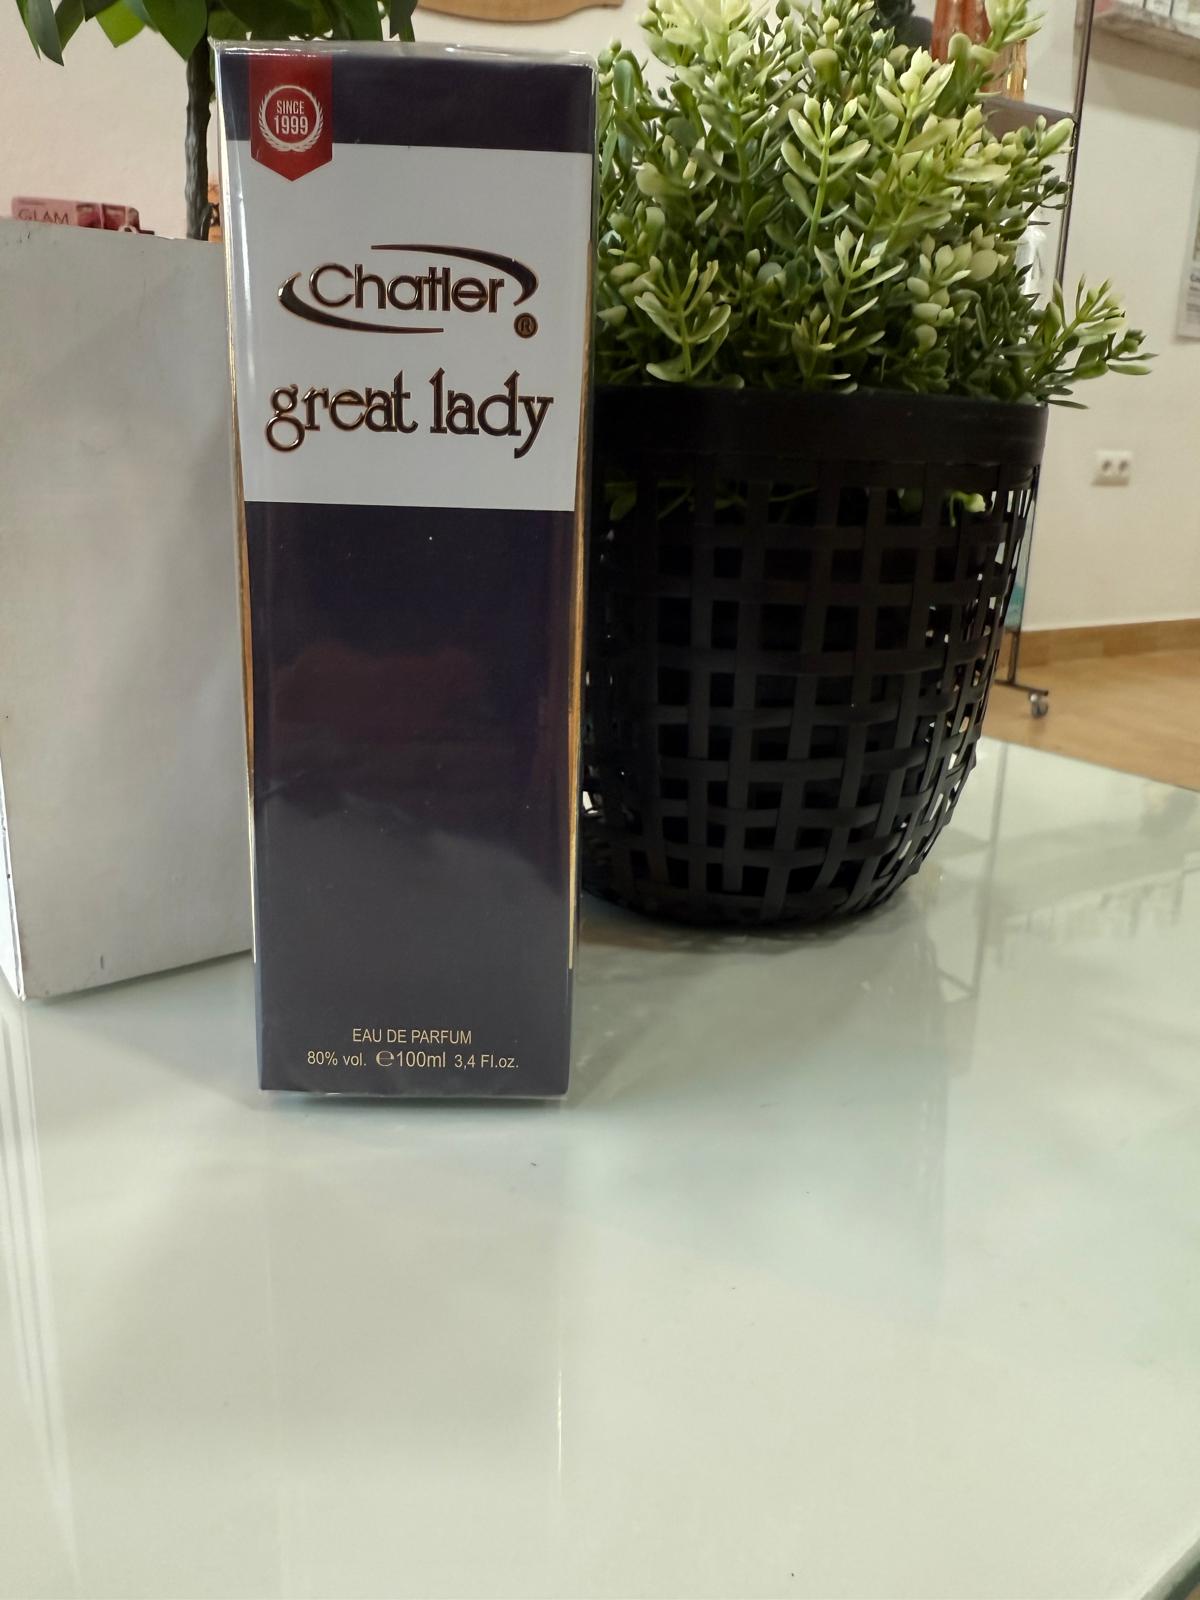 SINCE
1999
Chatler
®
great lady
EAU DE PARFUM
80% vol. ℮100ml 3,4 Fl.oz.
GLAM